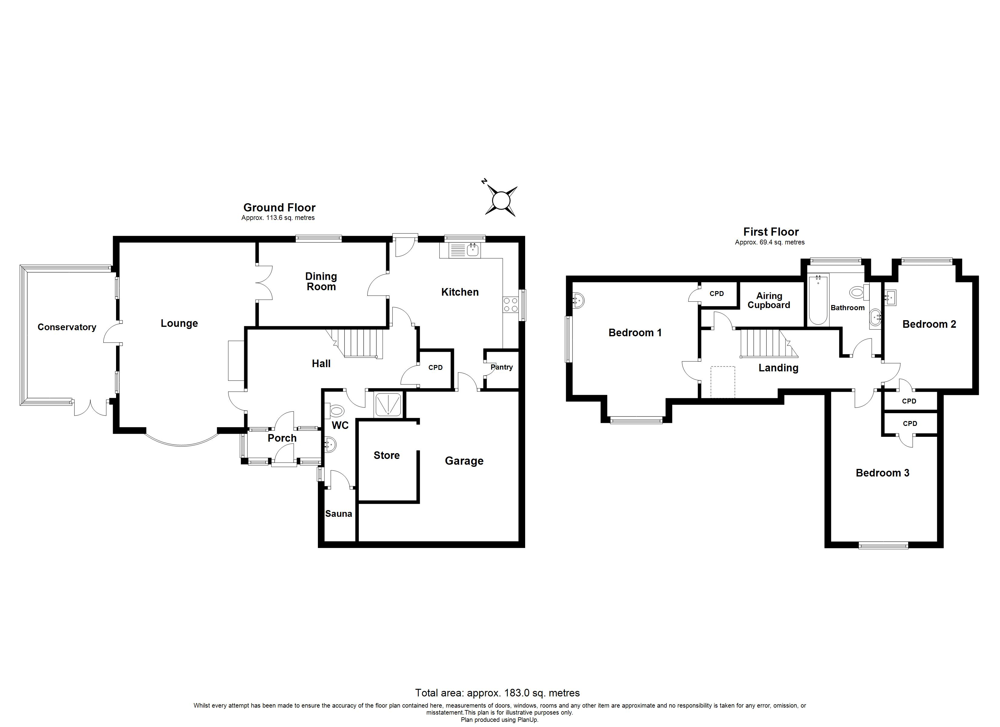 N
Ground Floor
Approx. 113.6 sq. metres
First Floor
Approx. 69.4 sq. metres
Dining
Room
Kitchen
Lounge
Conservatory
Hall
CPD
Pantry
WC
Porch
Store
Garage
Sauna
CPD
Airing
Cupboard
Bathroom
Bedroom 1
Bedroom 2
Landing
CPD
CPD
Bedroom 3
Total area: approx. 183.0 sq. metres
Whilst every attempt has been made to ensure the accuracy of the floor plan contained here, measurements of doors, windows, rooms and any other item are approximate and no responsibility is taken for any error, omission, or
misstatement.This plan is for illustrative purposes only.
Plan produced using PlanUp.